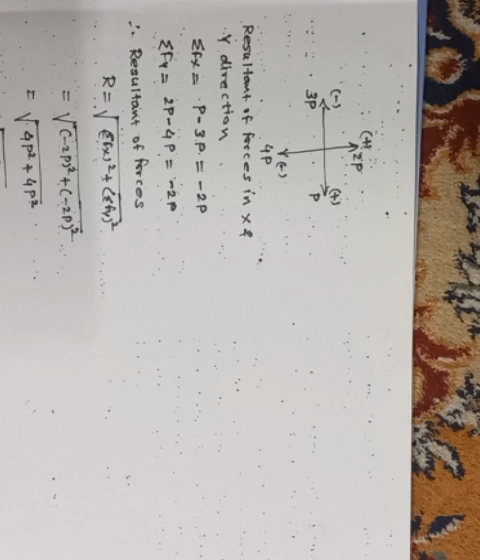 (+)
2P
(-)
3P
(+)
P
(-)
4P
Resultant of forces in x &
Y direction
Σfx = P - 3P = -2P
Σfy = 2P - 4P = -2P
∴ Resultant of forces
R = √(Σfx)² + (Σfy)²
= √(-2P)² + (-2P)²
= √4P² + 4P²